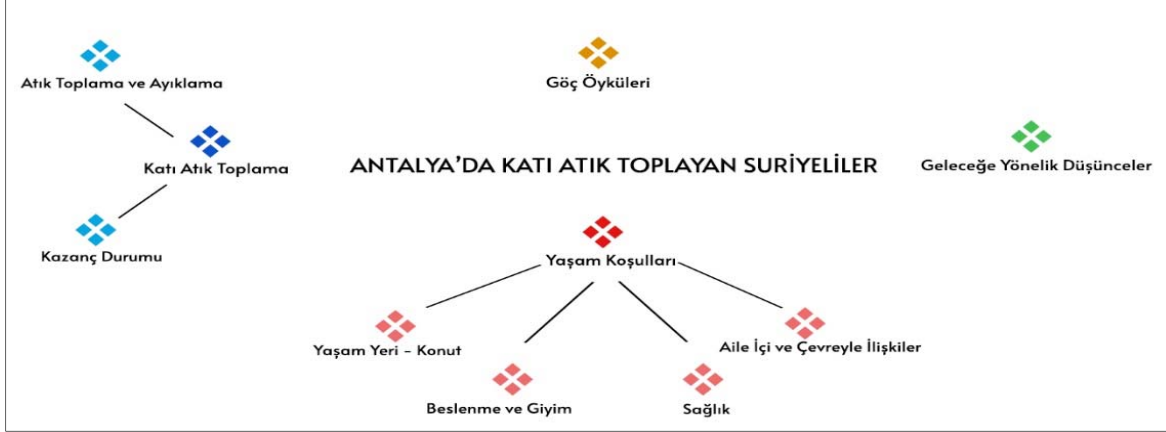 Atık Toplama ve Ayıklama
Göç Öyküleri
Katı Atık Toplama
ANTALYA'DA KATI ATIK TOPLAYAN SURİYELİLER
Geleceğe Yönelik Düşünceler
Kazanç Durumu
Yaşam Koşulları
Yaşam Yeri - Konut
Aile İçi ve Çevreyle İlişkiler
Beslenme ve Giyim
Sağlık